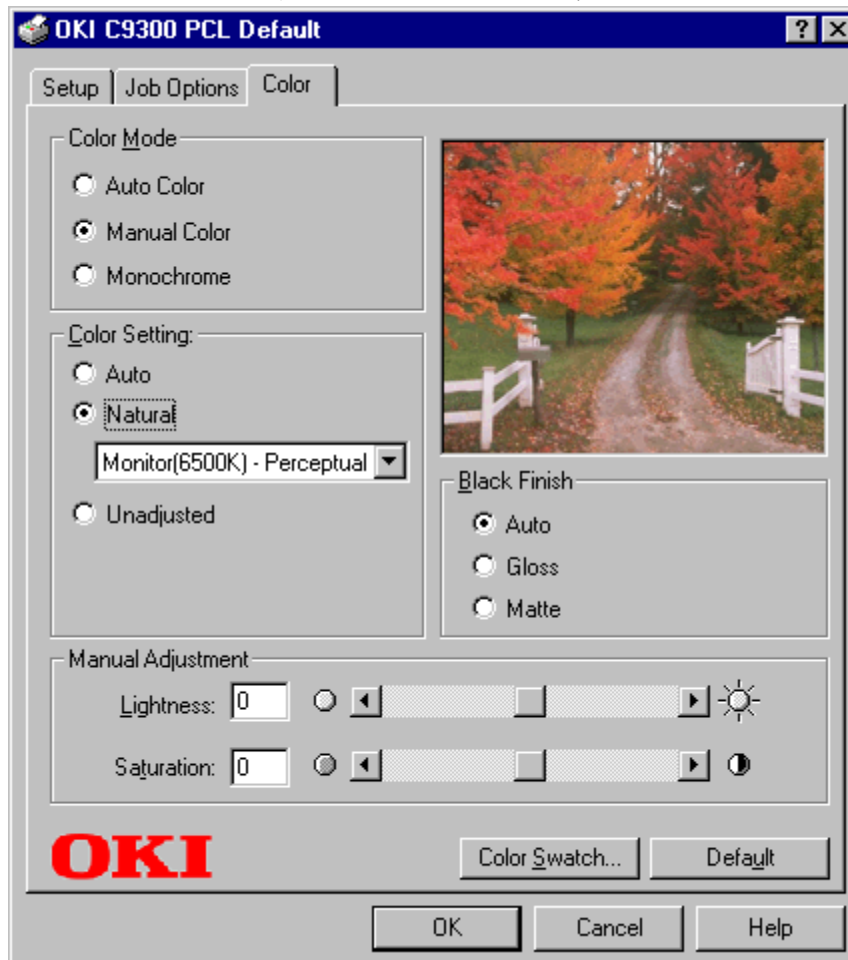 OKI C9300 PCL Default
Setup
Job Options
Color
Color Mode
Auto Color
Manual Color
Monochrome
Color Setting:
Auto
Natural
Monitor(6500K) - Perceptual
Unadjusted
Black Finish
Auto
Gloss
Matte
Manual Adjustment
Lightness: 0
Saturation: 0
OKI
Color Swatch...
Default
OK
Cancel
Help